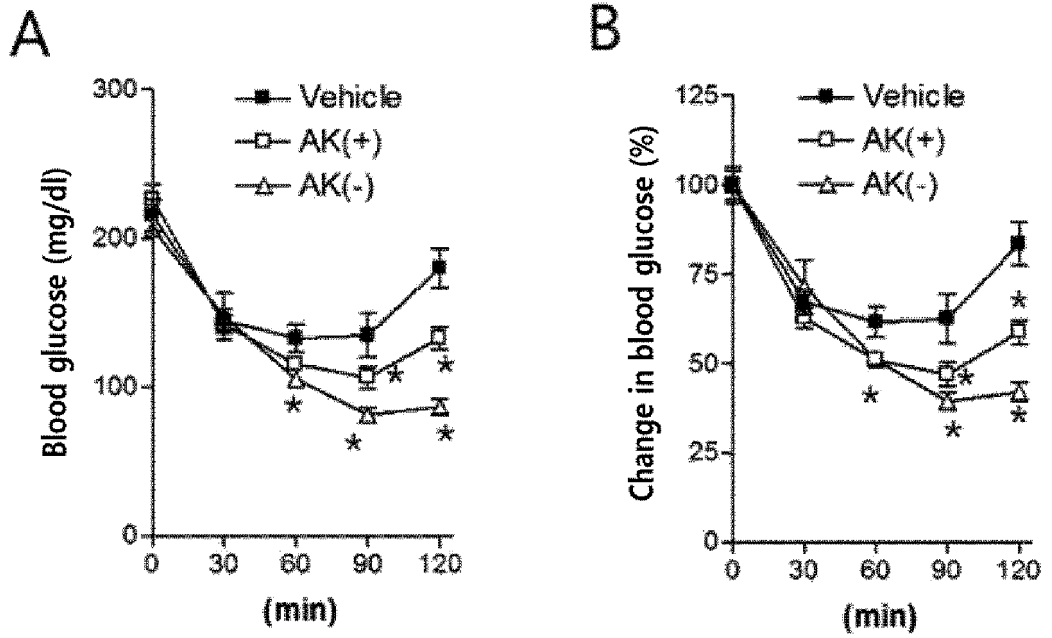 A
Blood glucose (mg/dl)
300
200
100
0
Vehicle
AK(+)
AK(-)
*
*
*
*
*
0 30 60 90 120
(min)
B
Change in blood glucose (%)
125
100
75
50
25
0
Vehicle
AK(+)
AK(-)
*
*
*
*
*
0 30 60 90 120
(min)